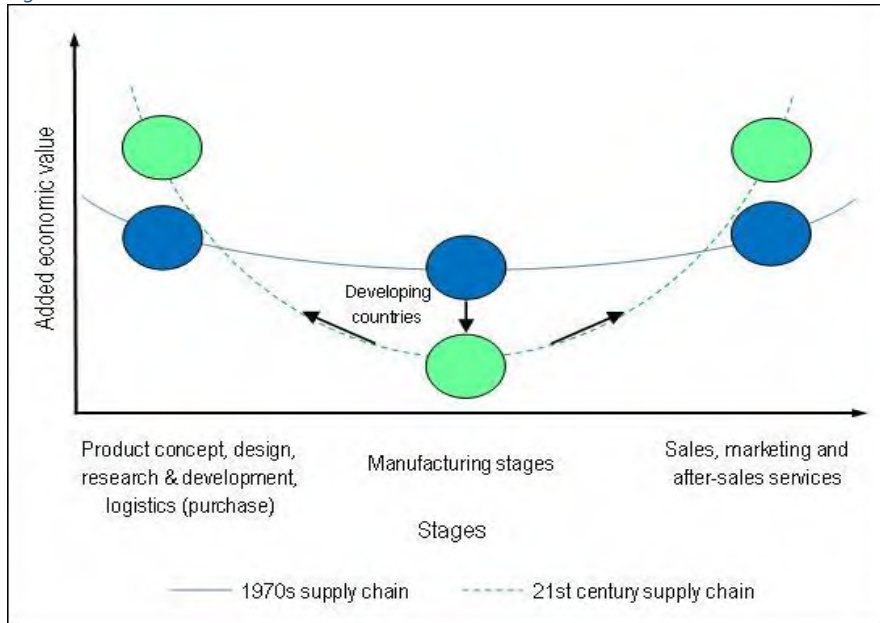 Added economic value
Developing
countries
Product concept, design,
research & development,
logistics (purchase)
Manufacturing stages
Sales, marketing and
after-sales services
Stages
1970s supply chain
21st century supply chain